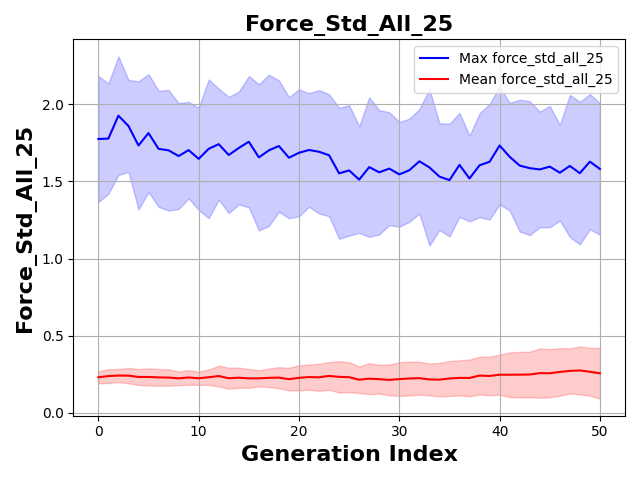 Force_Std_All_25
Max force_std_all_25
Mean force_std_all_25
Force_Std_All_25
2.0
1.5
1.0
0.5
0.0
0 10 20 30 40 50
Generation Index